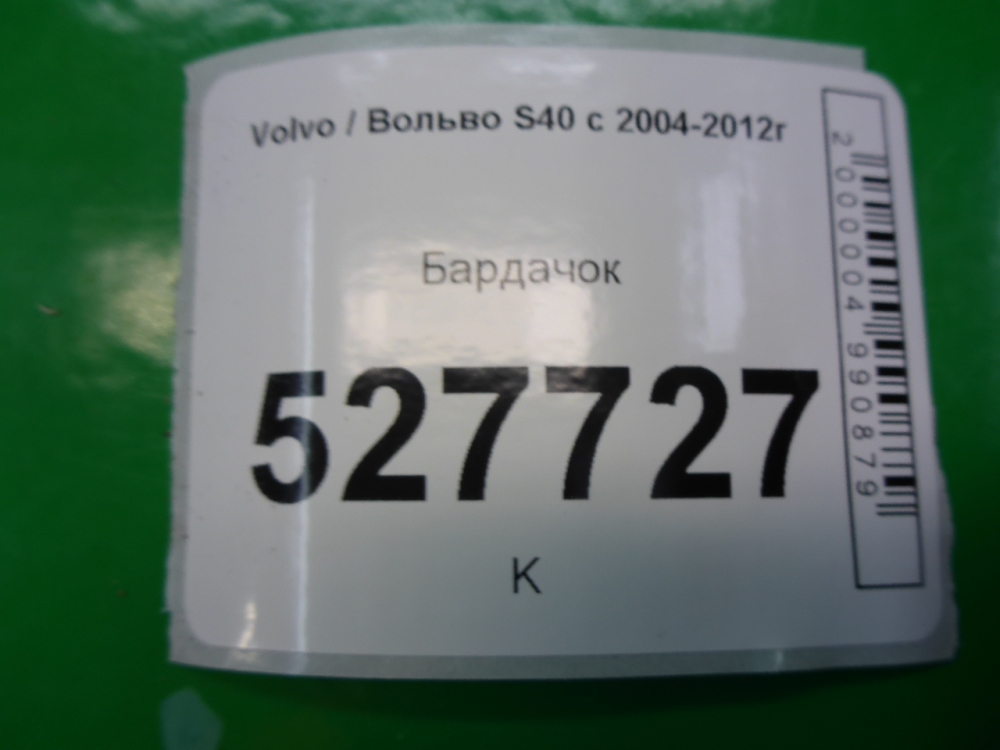 Volvo / Вольво S40 с 2004-2012г
Бардачок
527727
К
2000004990879